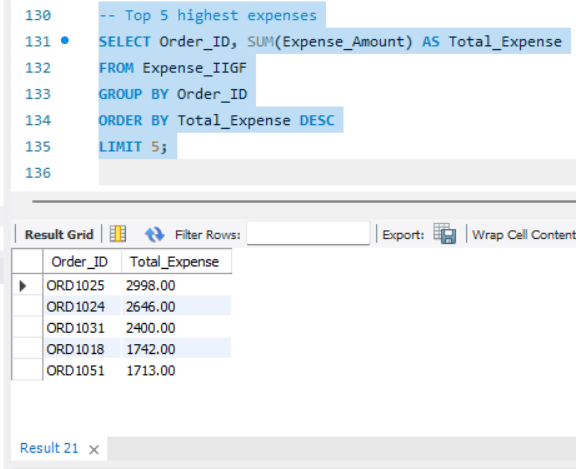 130 -- Top 5 highest expenses
131 SELECT Order_ID, SUM(Expense_Amount) AS Total_Expense
132 FROM Expense_IIGF
133 GROUP BY Order_ID
134 ORDER BY Total_Expense DESC
135 LIMIT 5;
136
Result Grid Filter Rows: Export: Wrap Cell Content
Order_ID Total_Expense
ORD1025 2998.00
ORD1024 2646.00
ORD1031 2400.00
ORD1018 1742.00
ORD1051 1713.00
Result 21